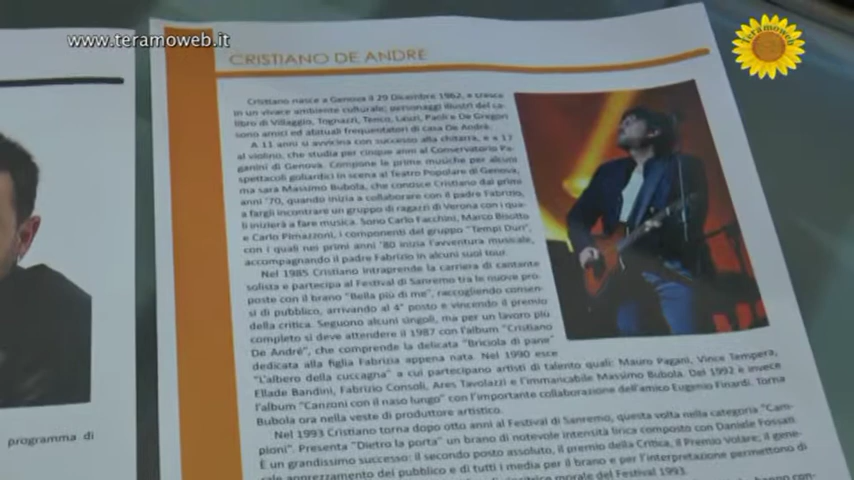 www.teramoweb.it
Teramoweb
CRISTIANO DE ANDRÈ
Cristiano nasce a Genova il 29 Dicembre 1962, e cresce
in un vivace ambiente culturale; personaggi illustri del ca-
libro di Villaggio, Tognazzi, Tenco, Lauzi, Paoli e De Gregori
sono amici ed abituali frequentatori di casa De Andrè.
A 11 anni si avvicina con successo alla chitarra, e a 17
al violino, che studia per cinque anni al Conservatorio Pa-
ganini di Genova. Compone le prime musiche per alcuni
spettacoli goliardici in scena al Teatro Popolare di Genova,
ma sarà Massimo Bubola, che conosce Cristiano dai primi
anni '70, quando inizia a collaborare con il padre Fabrizio,
a fargli incontrare un gruppo di ragazzi di Verona con i qua-
li inizierà a fare musica. Sono Carlo Facchini, Marco Bisotto
e Carlo Pimazzoni, i componenti del gruppo "Tempi Duri",
con i quali nei primi anni '80 inizia l'avventura musicale,
accompagnando il padre Fabrizio in alcuni suoi tour.
Nel 1985 Cristiano intraprende la carriera di cantante
solista e partecipa al Festival di Sanremo tra le nuove pro-
poste con il brano "Bella più di me", raccogliendo consen-
si di pubblico, arrivando al 4° posto e vincendo il premio
della critica. Seguono alcuni singoli, ma per un lavoro più
completo si deve attendere il 1987 con l'album "Cristiano
De André", che comprende la delicata "Briciola di pane"
dedicata alla figlia Fabrizia appena nata. Nel 1990 esce
"L'albero della cuccagna" a cui partecipano artisti di talento quali: Mauro Pagani, Vince Tempera,
Ellade Bandini, Fabrizio Consoli, Ares Tavolazzi e l'immancabile Massimo Bubola. Del 1992 è invece
l'album "Canzoni con il naso lungo" con l'importante collaborazione dell'amico Eugenio Finardi. Torna
Bubola ora nella veste di produttore artistico.
Nel 1993 Cristiano torna dopo otto anni al Festival di Sanremo, questa volta nella categoria "Cam-
pioni". Presenta "Dietro la porta" un brano di notevole intensità lirica composto con Daniele Fossati
È un grandissimo successo: il secondo posto assoluto, il premio della Critica, il Premio Volare; il gene-
rale apprezzamento del pubblico e di tutti i media per il brano e per l'interpretazione permettono di
morale del Festival 1993.
programma di